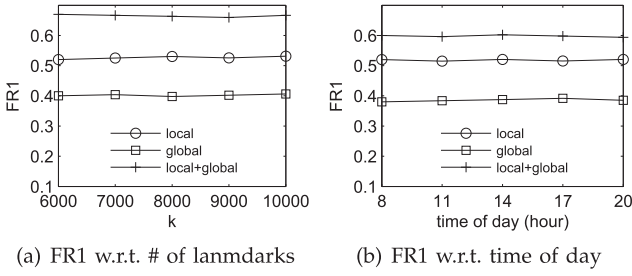 0.6
0.5
0.4
0.3
0.2
0.1
FR1
local
global
local+global
6000 7000 8000 9000 10000
k
(a) FR1 w.r.t. # of lanmdarks
0.6
0.5
0.4
0.3
0.2
0.1
FR1
local
global
local+global
8 11 14 17 20
time of day (hour)
(b) FR1 w.r.t. time of day